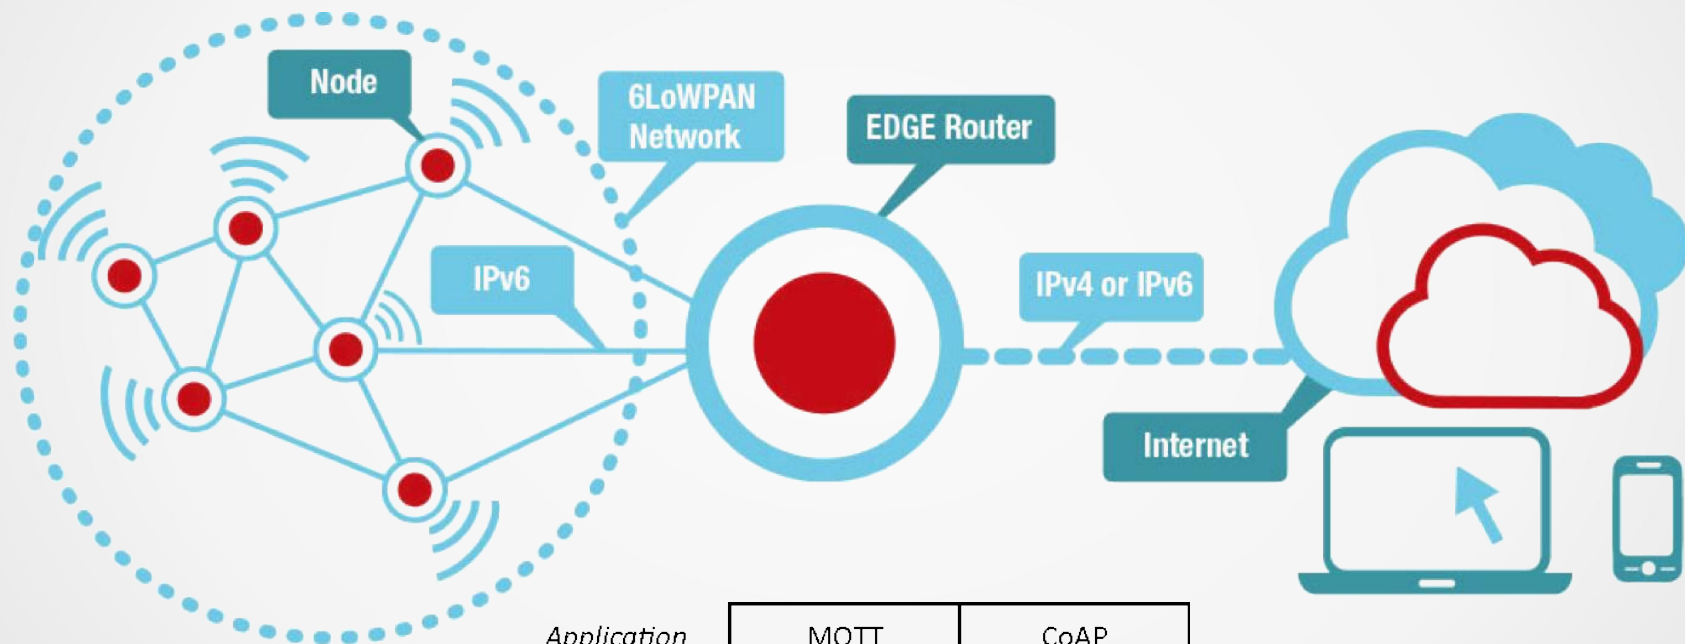 Node
6LoWPAN
Network
EDGE Router
IPv6
IPv4 or IPv6
Internet
Application MQTT CoAP